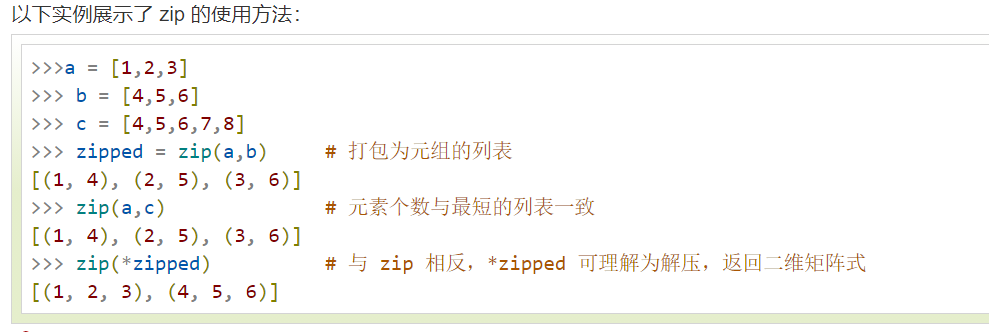 以下实例展示了 zip 的使用方法：
>>>a = [1,2,3]
>>> b = [4,5,6]
>>> c = [4,5,6,7,8]
>>> zipped = zip(a,b)     # 打包为元组的列表
[(1, 4), (2, 5), (3, 6)]
>>> zip(a,c)              # 元素个数与最短的列表一致
[(1, 4), (2, 5), (3, 6)]
>>> zip(*zipped)          # 与 zip 相反，*zipped 可理解为解压，返回二维矩阵式
[(1, 2, 3), (4, 5, 6)]